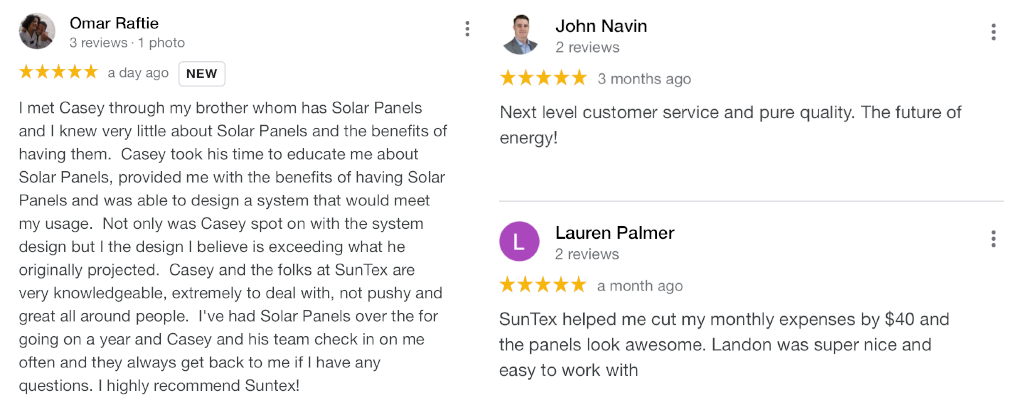 Omar Raftie
3 reviews · 1 photo
a day ago NEW
I met Casey through my brother whom has Solar Panels
and I knew very little about Solar Panels and the benefits of
having them.  Casey took his time to educate me about
Solar Panels, provided me with the benefits of having Solar
Panels and was able to design a system that would meet
my usage.  Not only was Casey spot on with the system
design but I the design I believe is exceeding what he
originally projected.  Casey and the folks at SunTex are
very knowledgeable, extremely to deal with, not pushy and
great all around people.  I've had Solar Panels over the for
going on a year and Casey and his team check in on me
often and they always get back to me if I have any
questions. I highly recommend Suntex!
John Navin
2 reviews
3 months ago
Next level customer service and pure quality. The future of
energy!
L
Lauren Palmer
2 reviews
a month ago
SunTex helped me cut my monthly expenses by $40 and
the panels look awesome. Landon was super nice and
easy to work with